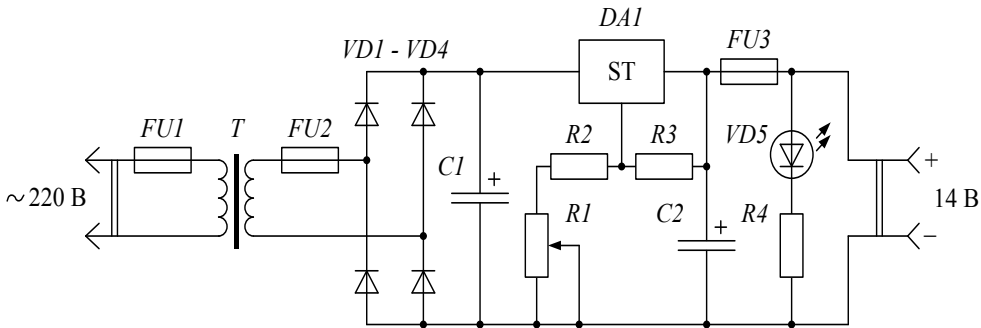 DA1
VD1 - VD4
FU3
ST
FU1
T
FU2
R2
R3
VD5
C1
+
~220 В
R1
C2
+
R4
+
14 В
−